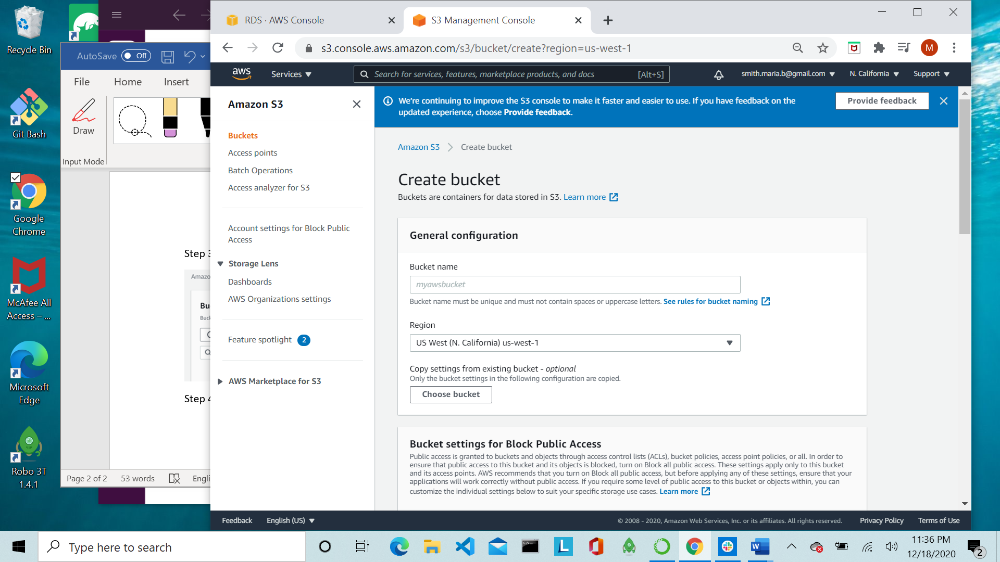 Recycle Bin
Git Bash
Google
Chrome
McAfee All
Access – ...
Microsoft
Edge
Robo 3T
1.4.1
AutoSave Off
File Home Insert
Draw
Input Mode
Step 3
Amazo
Bu
Buck
Step 4
Page 2 of 2 53 words Engli
RDS · AWS Console
S3 Management Console
s3.console.aws.amazon.com/s3/bucket/create?region=us-west-1
M
aws Services Search for services, features, marketplace products, and docs [Alt+S] smith.maria.b@gmail.com N. California Support
Amazon S3
Buckets
Access points
Batch Operations
Access analyzer for S3
Account settings for Block Public
Access
Storage Lens
Dashboards
AWS Organizations settings
Feature spotlight 2
AWS Marketplace for S3
We're continuing to improve the S3 console to make it faster and easier to use. If you have feedback on the
updated experience, choose Provide feedback.
Provide feedback
Amazon S3 Create bucket
Create bucket
Buckets are containers for data stored in S3. Learn more
General configuration
Bucket name
myawsbucket
Bucket name must be unique and must not contain spaces or uppercase letters. See rules for bucket naming
Region
US West (N. California) us-west-1
Copy settings from existing bucket - optional
Only the bucket settings in the following configuration are copied.
Choose bucket
Bucket settings for Block Public Access
Public access is granted to buckets and objects through access control lists (ACLs), bucket policies, access point policies, or all. In order to
ensure that public access to this bucket and its objects is blocked, turn on Block all public access. These settings apply only to this bucket
and its access points. AWS recommends that you turn on Block all public access, but before applying any of these settings, ensure that your
applications will work correctly without public access. If you require some level of public access to this bucket or objects within, you can
customize the individual settings below to suit your specific storage use cases. Learn more
Feedback English (US) © 2008 - 2020, Amazon Web Services, Inc. or its affiliates. All rights reserved. Privacy Policy Terms of Use
Type here to search
L
W
11:36 PM
12/18/2020
2